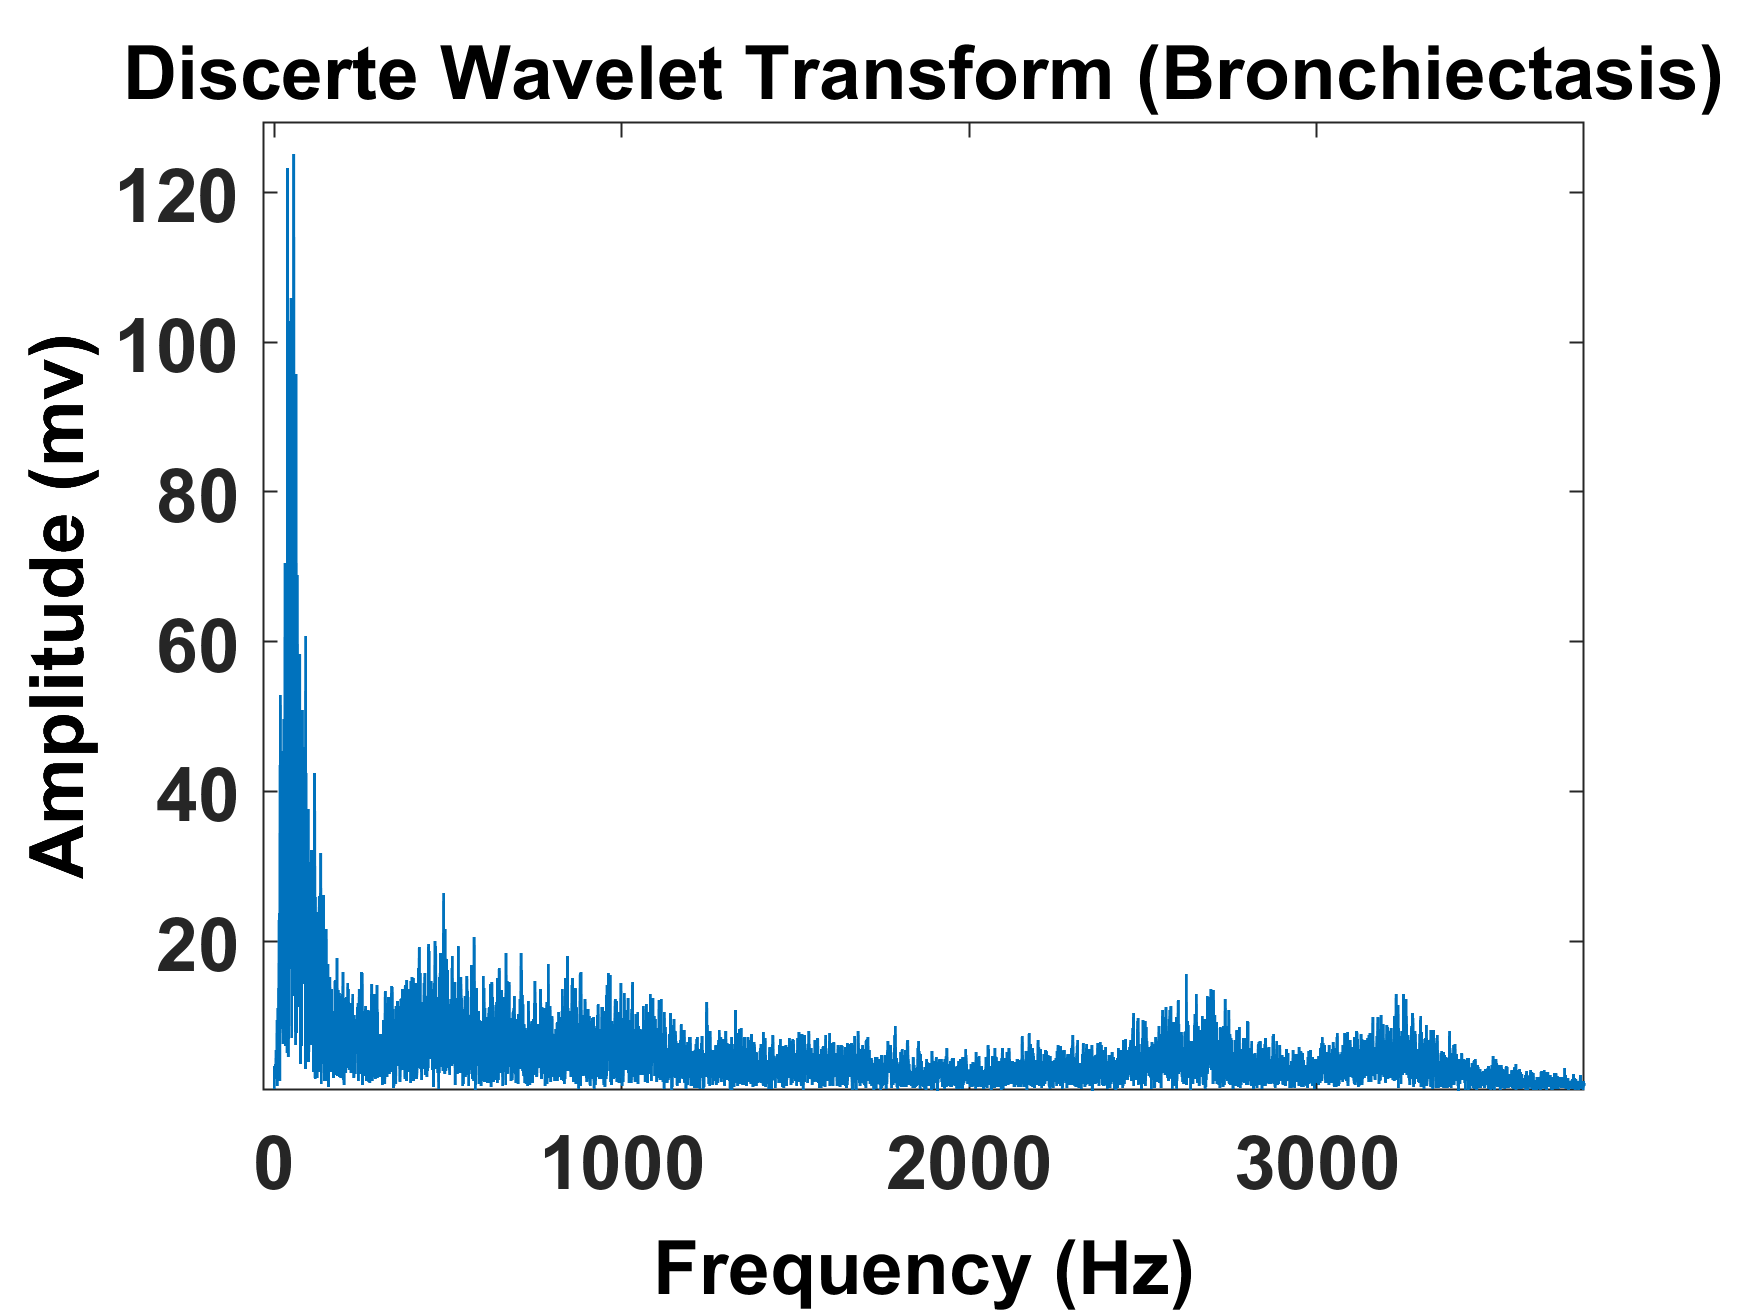 Discerte Wavelet Transform (Bronchiectasis)
120
100
80
60
40
20
Amplitude (mv)
0 1000 2000 3000
Frequency (Hz)